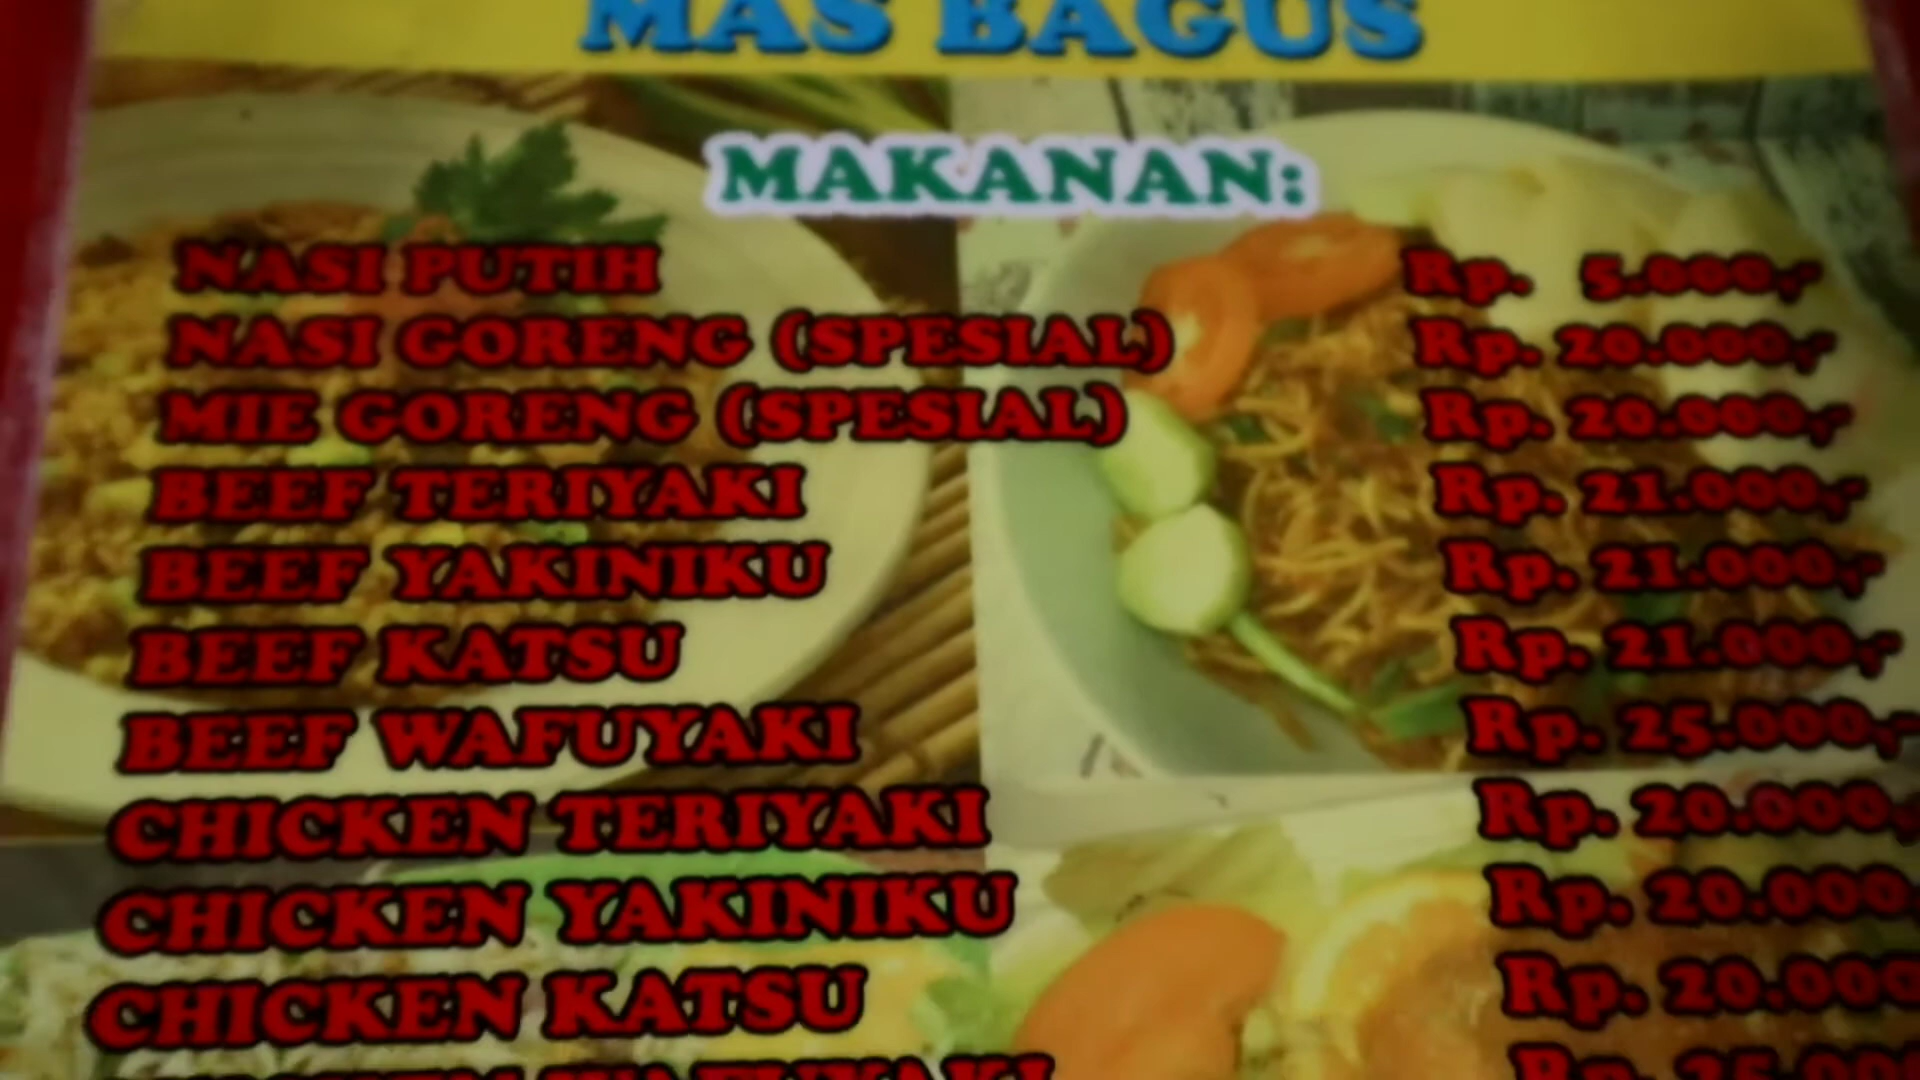 MAS BAGUS
MAKANAN:
NASI PUTIH Rp. 5.000,-
NASI GORENG (SPESIAL) Rp. 20.000,-
MIE GORENG (SPESIAL) Rp. 20.000,-
BEEF TERIYAKI Rp. 21.000,-
BEEF YAKINIKU Rp. 21.000,-
BEEF KATSU Rp. 21.000,-
BEEF WAFUYAKI Rp. 25.000,-
CHICKEN TERIYAKI Rp. 20.000,
CHICKEN YAKINIKU Rp. 20.000
CHICKEN KATSU Rp. 20.000